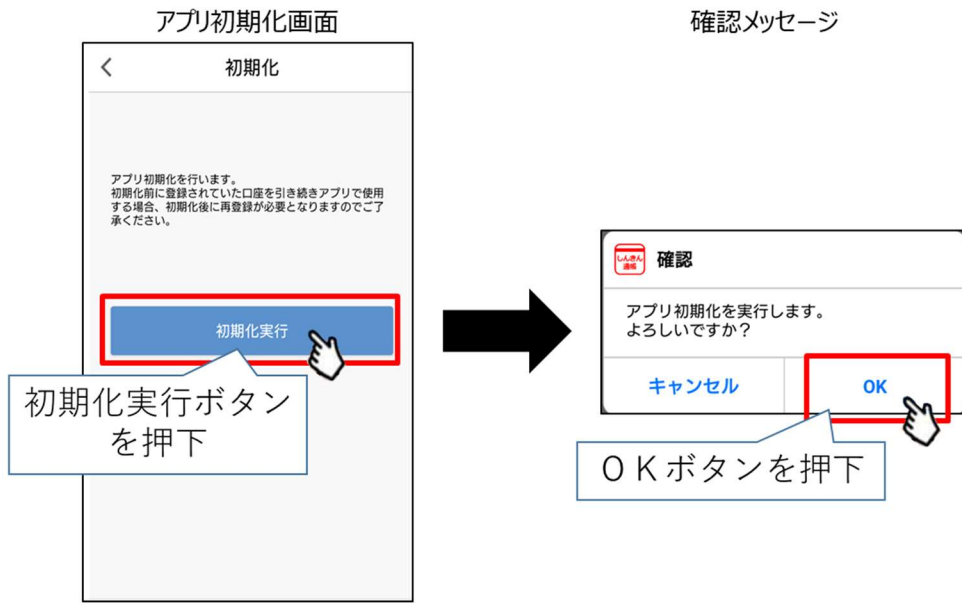 アプリ初期化画面
確認メッセージ
初期化
アプリ初期化を行います。
初期化前に登録されていた口座を引き続きアプリで使用
する場合、初期化後に再登録が必要となりますのでご了
承ください。
初期化実行
初期化実行ボタン
を押下
しんきん
通帳
確認
アプリ初期化を実行します。
よろしいですか？
キャンセル
OK
ＯＫボタンを押下